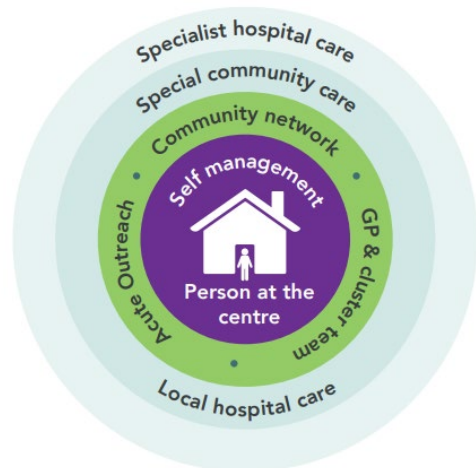 Specialist hospital care
Special community care
Community network
Self management
Acute Outreach
GP & cluster team
Person at the
centre
Local hospital care